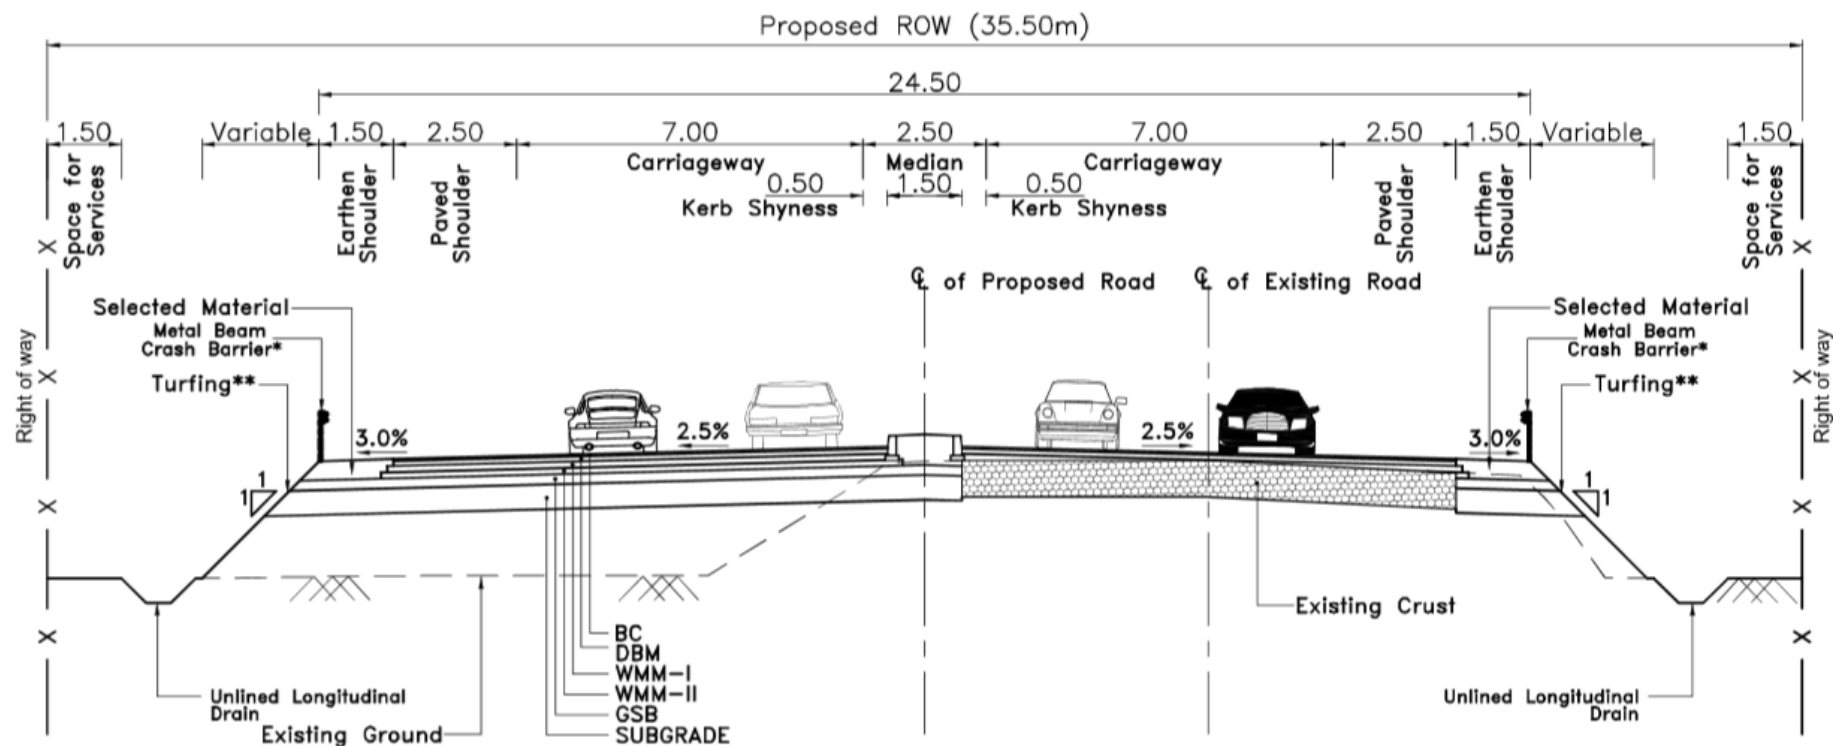 Proposed ROW (35.50m)
24.50
1.50
Variable
1.50
2.50
7.00
2.50
7.00
2.50
1.50
Variable
1.50
Space for
Services
Earthen
Shoulder
Paved
Shoulder
Carriageway
Median
Carriageway
Paved
Shoulder
Earthen
Shoulder
Space for
Services
0.50
Kerb Shyness
1.50
0.50
Kerb Shyness
℄ of Proposed Road
℄ of Existing Road
Selected Material
Metal Beam
Crash Barrier*
Turfing**
Selected Material
Metal Beam
Crash Barrier*
Turfing**
Right of way
Right of way
X
X
X
X
X
X
X
X
3.0%
2.5%
2.5%
3.0%
1
1
1
1
Existing Crust
BC
DBM
WMM-I
WMM-II
GSB
SUBGRADE
Unlined Longitudinal
Drain
Existing Ground
Unlined Longitudinal
Drain